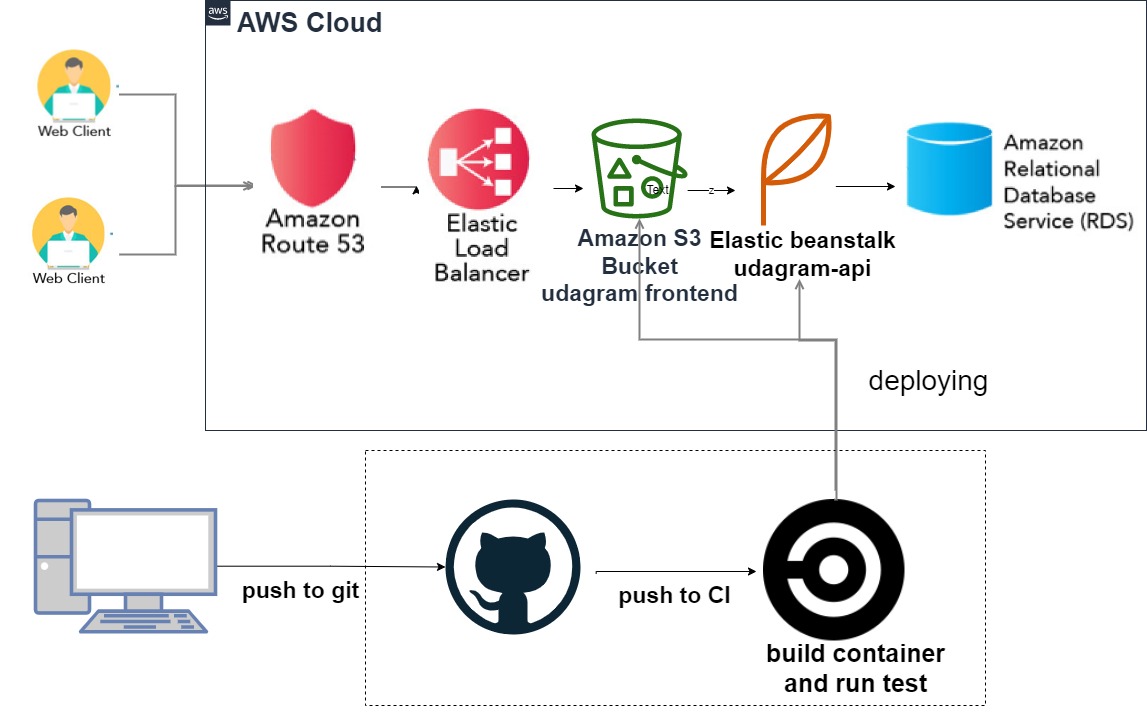 aws
AWS Cloud
Web Client
Web Client
Amazon
Route 53
Elastic
Load
Balancer
Text
Amazon S3
Bucket
udagram frontend
z
Elastic beanstalk
udagram-api
Amazon
Relational
Database
Service (RDS)
deploying
push to git
push to CI
build container
and run test